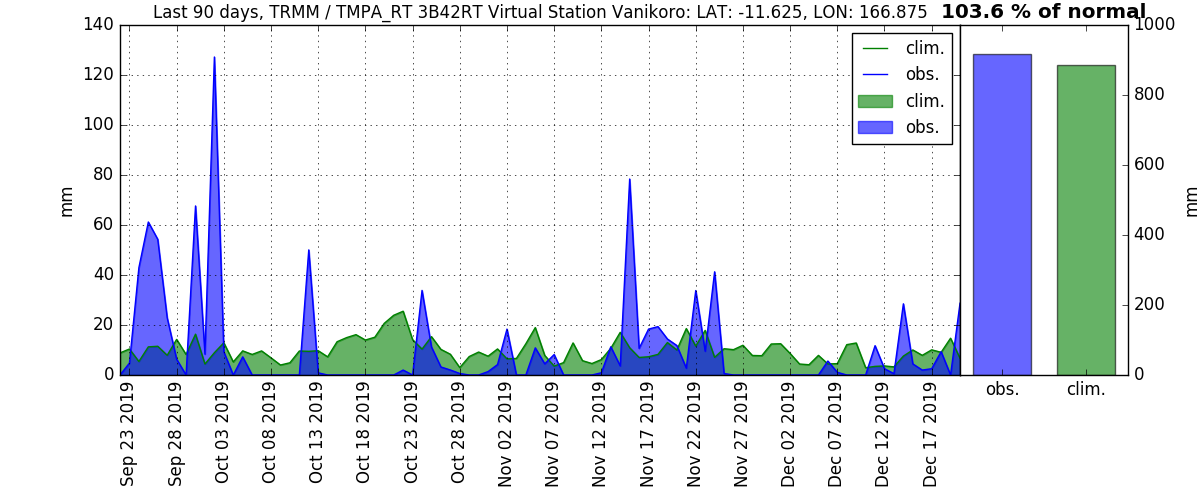 Last 90 days, TRMM / TMPA_RT 3B42RT Virtual Station Vanikoro: LAT: -11.625, LON: 166.875 103.6 % of normal
140
120
100
80
60
40
20
0
mm
clim.
obs.
clim.
obs.
Sep 23 2019
Sep 28 2019
Oct 03 2019
Oct 08 2019
Oct 13 2019
Oct 18 2019
Oct 23 2019
Oct 28 2019
Nov 02 2019
Nov 07 2019
Nov 12 2019
Nov 17 2019
Nov 22 2019
Nov 27 2019
Dec 02 2019
Dec 07 2019
Dec 12 2019
Dec 17 2019
1000
800
600
400
200
0
mm
obs.
clim.